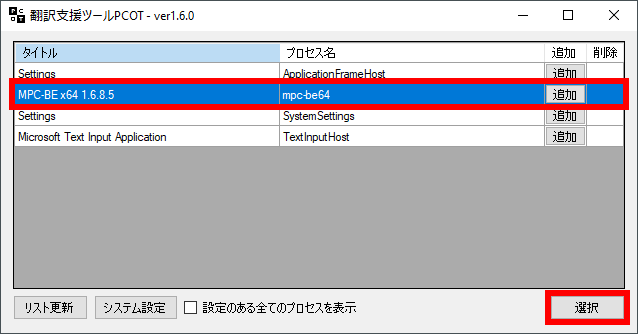 翻訳支援ツールPCOT - ver1.6.0
タイトル プロセス名 追加 削除
Settings ApplicationFrameHost 追加
MPC-BE x64 1.6.8.5 mpc-be64 追加
Settings SystemSettings 追加
Microsoft Text Input Application TextInputHost 追加
リスト更新 システム設定 設定のある全てのプロセスを表示 選択